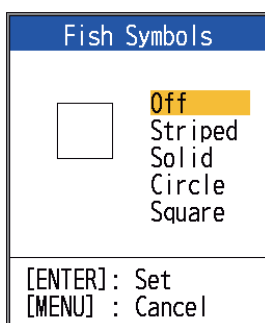 Fish Symbols
Off
Striped
Solid
Circle
Square
[ENTER]: Set
[MENU] : Cancel